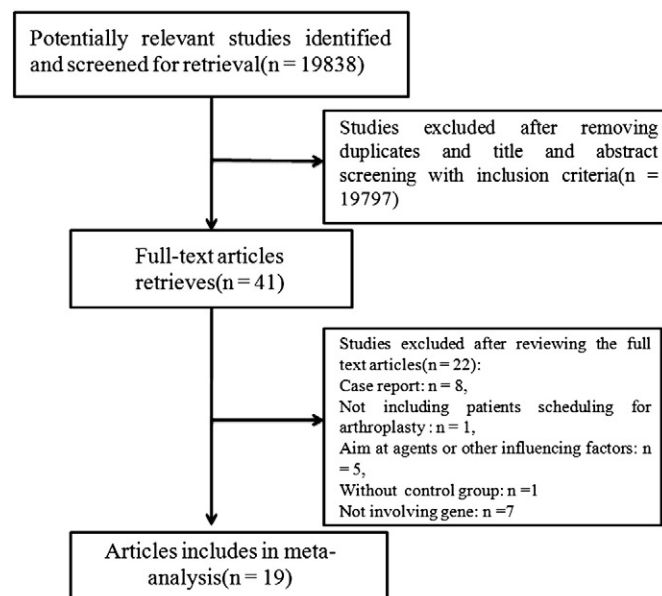 Potentially relevant studies identified
and screened for retrieval(n = 19838)
Studies excluded after removing
duplicates and title and abstract
screening with inclusion criteria(n =
19797)
Full-text articles
retrieves(n = 41)
Studies excluded after reviewing the full
text articles(n = 22):
Case report: n = 8,
Not including patients scheduling for
arthroplasty : n = 1,
Aim at agents or other influencing factors: n
= 5,
Without control group: n =1
Not involving gene: n =7
Articles includes in meta-
analysis(n = 19)